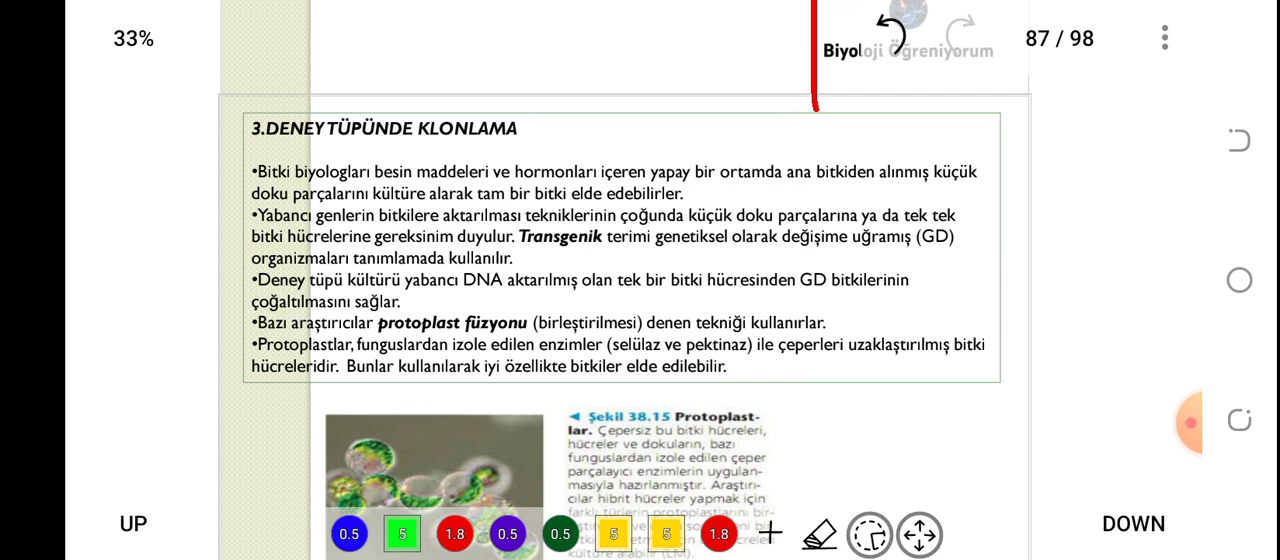 33%
87 / 98
Biyoloji Öğreniyorum
3.DENEY TÜPÜNDE KLONLAMA
•Bitki biyologları besin maddeleri ve hormonları içeren yapay bir ortamda ana bitkiden alınmış küçük
doku parçalarını kültüre alarak tam bir bitki elde edebilirler.
•Yabancı genlerin bitkilere aktarılması tekniklerinin çoğunda küçük doku parçalarına ya da tek tek
bitki hücrelerine gereksinim duyulur. Transgenik terimi genetiksel olarak değişime uğramış (GD)
organizmaları tanımlamada kullanılır.
•Deney tüpü kültürü yabancı DNA aktarılmış olan tek bir bitki hücresinden GD bitkilerinin
çoğaltılmasını sağlar.
•Bazı araştırıcılar protoplast füzyonu (birleştirilmesi) denen tekniği kullanırlar.
•Protoplastlar, funguslardan izole edilen enzimler (selülaz ve pektinaz) ile çeperleri uzaklaştırılmış bitki
hücreleridir. Bunlar kullanılarak iyi özellikte bitkiler elde edilebilir.
◄ Şekil 38.15 Protoplast-
lar. Çepersiz bu bitki hücreleri,
hücreler ve dokuların, bazı
funguslardan izole edilen çeper
parçalayıcı enzimlerin uygulan-
masıyla hazırlanmıştır. Araştırı-
cılar hibrit hücreler yapmak için
farklı türlerin protoplastlarını bir-
kültüre alabilir (LM).
UP
0.5
5
1.8
0.5
0.5
5
5
1.8
DOWN